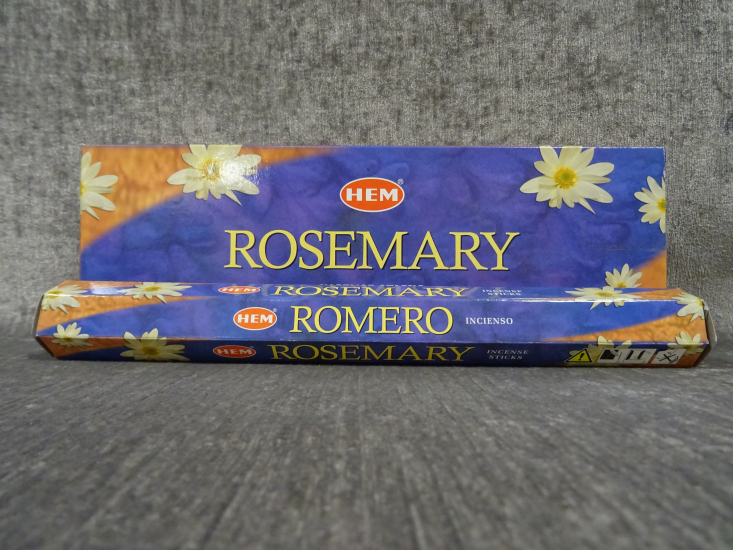 HEM®
ROSEMARY
HEM ROSEMARY INCENSE STICKS
HEM ROMERO INCIENSO
HEM ROSEMARY INCENSE STICKS